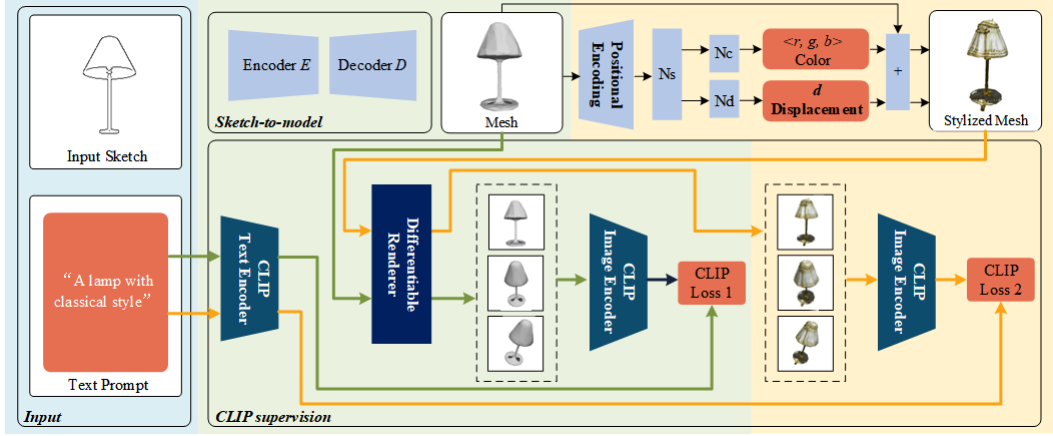 Input Sketch
“A lamp with
classical style”
Text Prompt
Input
Encoder E
Decoder D
Sketch-to-model
Mesh
Positional
Encoding
Ns
Nc
Nd
<r, g, b>
Color
d
Displacement
+
Stylized Mesh
CLIP
Text Encoder
Differentiable
Renderer
CLIP
Image Encoder
CLIP
Loss 1
CLIP
Image Encoder
CLIP
Loss 2
CLIP supervision